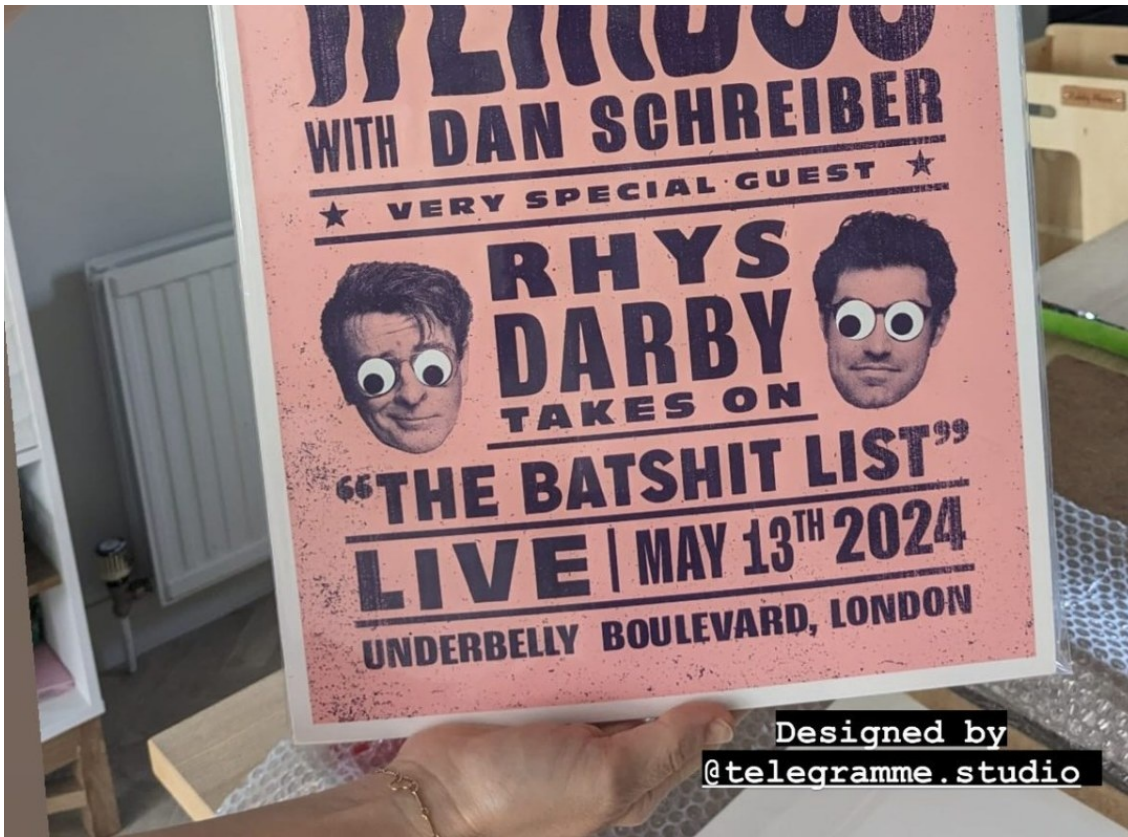 WITH DAN SCHREIBER
VERY SPECIAL GUEST
RHYS
DARBY
TAKES ON
“THE BATSHIT LIST”
LIVE | MAY 13TH 2024
UNDERBELLY BOULEVARD, LONDON
Designed by
@telegramme.studio